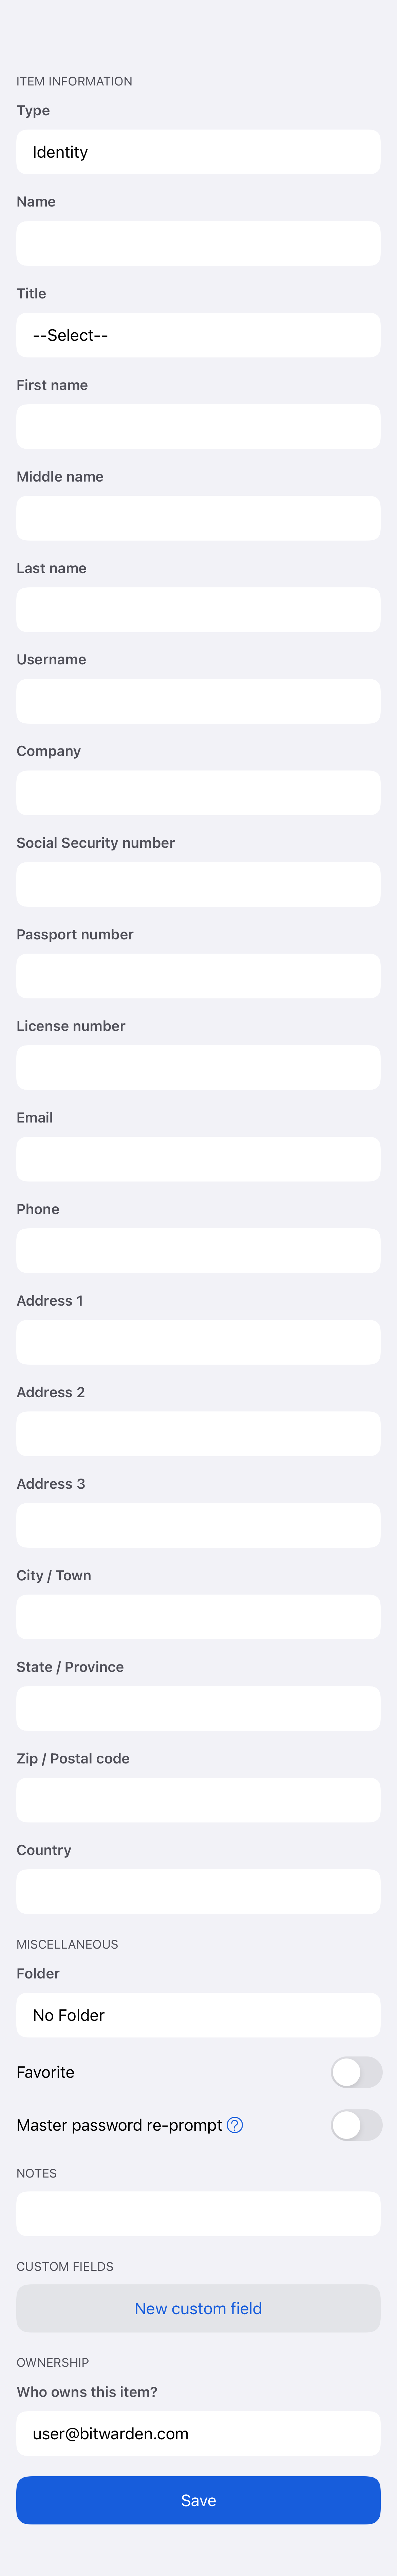 ITEM INFORMATION
Type
Identity
Name
Title
--Select--
First name
Middle name
Last name
Username
Company
Social Security number
Passport number
License number
Email
Phone
Address 1
Address 2
Address 3
City / Town
State / Province
Zip / Postal code
Country
MISCELLANEOUS
Folder
No Folder
Favorite
Master password re-prompt ?
NOTES
CUSTOM FIELDS
New custom field
OWNERSHIP
Who owns this item?
user@bitwarden.com
Save